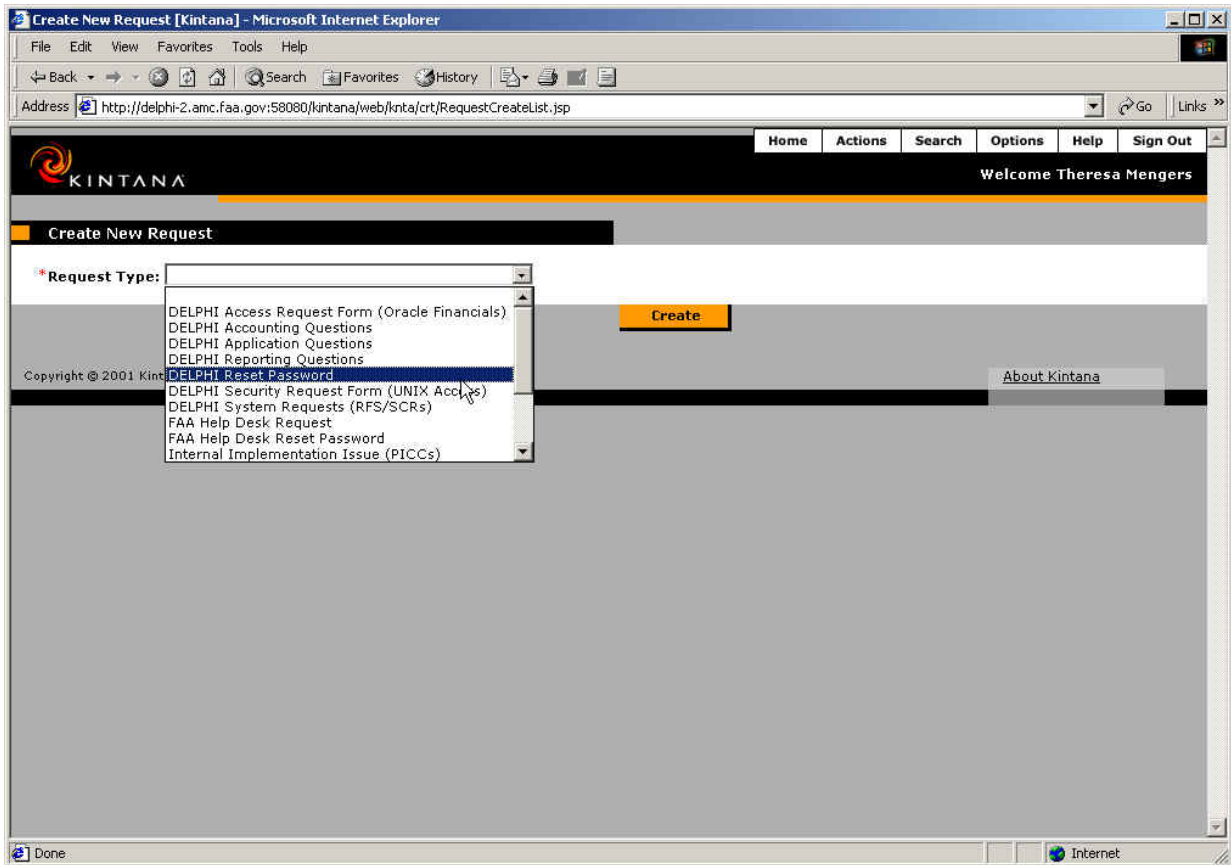 Create New Request [Kintana] - Microsoft Internet Explorer
File Edit View Favorites Tools Help
Back Search Favorites History
Address http://delphi-2.amc.faa.gov:58080/kintana/web/knta/crt/RequestCreateList.jsp Go Links »
Home Actions Search Options Help Sign Out
KINTANA
Welcome Theresa Mengers
Create New Request
*Request Type:
DELPHI Access Request Form (Oracle Financials)
DELPHI Accounting Questions
DELPHI Application Questions
DELPHI Reporting Questions
DELPHI Reset Password
DELPHI Security Request Form (UNIX Access)
DELPHI System Requests (RFS/SCRs)
FAA Help Desk Request
FAA Help Desk Reset Password
Internal Implementation Issue (PICCs)
Create
Copyright © 2001 Kint
About Kintana
Done
Internet